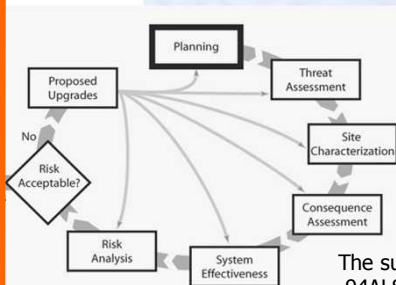 Planning
Threat
Assessment
Site
Characterization
Consequence
Assessment
System
Effectiveness
Risk
Analysis
Risk
Acceptable?
No
Proposed
Upgrades
The su